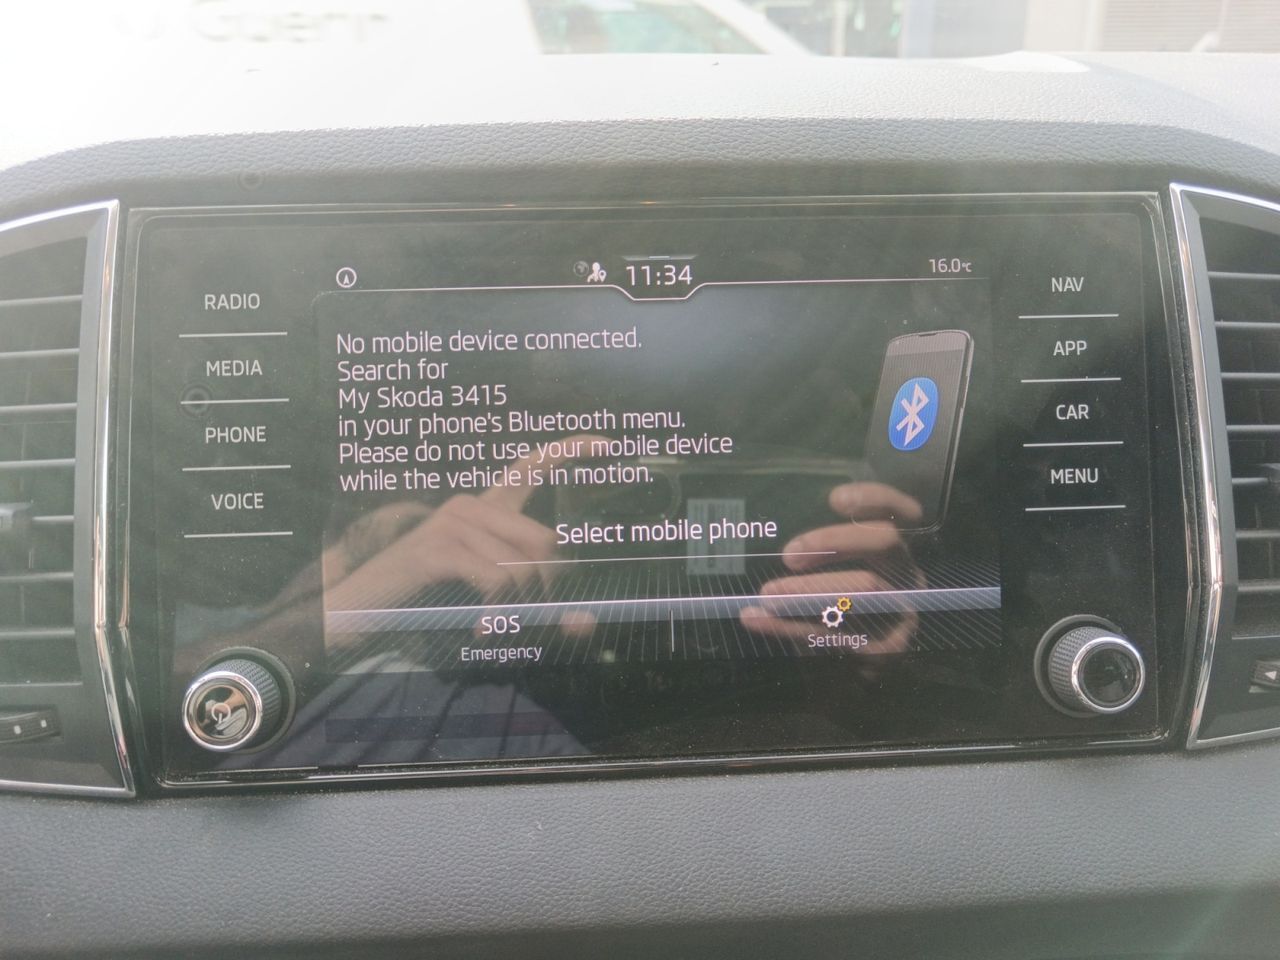 11:34
16.0°C
RADIO
MEDIA
PHONE
VOICE
No mobile device connected.
Search for
My Skoda 3415
in your phone's Bluetooth menu.
Please do not use your mobile device
while the vehicle is in motion.
Select mobile phone
SOS
Emergency
Settings
NAV
APP
CAR
MENU